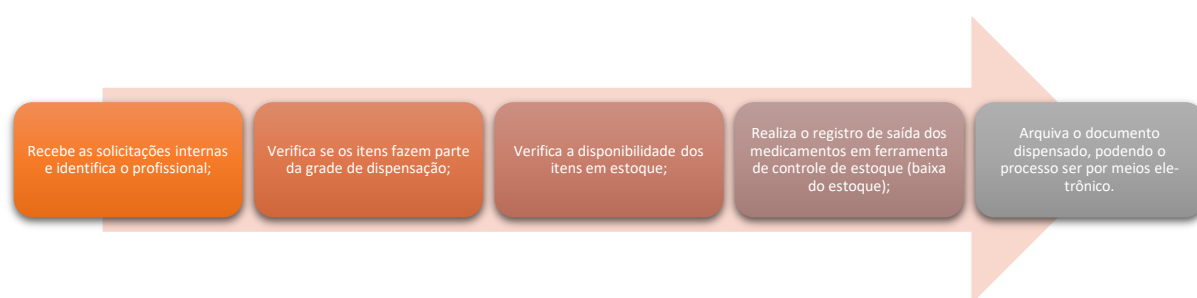 Recebe as solicitações internas
e identifica o profissional;
Verifica se os itens fazem parte
da grade de dispensação;
Verifica a disponibilidade dos
itens em estoque;
Realiza o registro de saída dos
medicamentos em ferramenta
de controle de estoque (baixa
do estoque);
Arquiva o documento
dispensado, podendo o
processo ser por meios ele-
trônico.